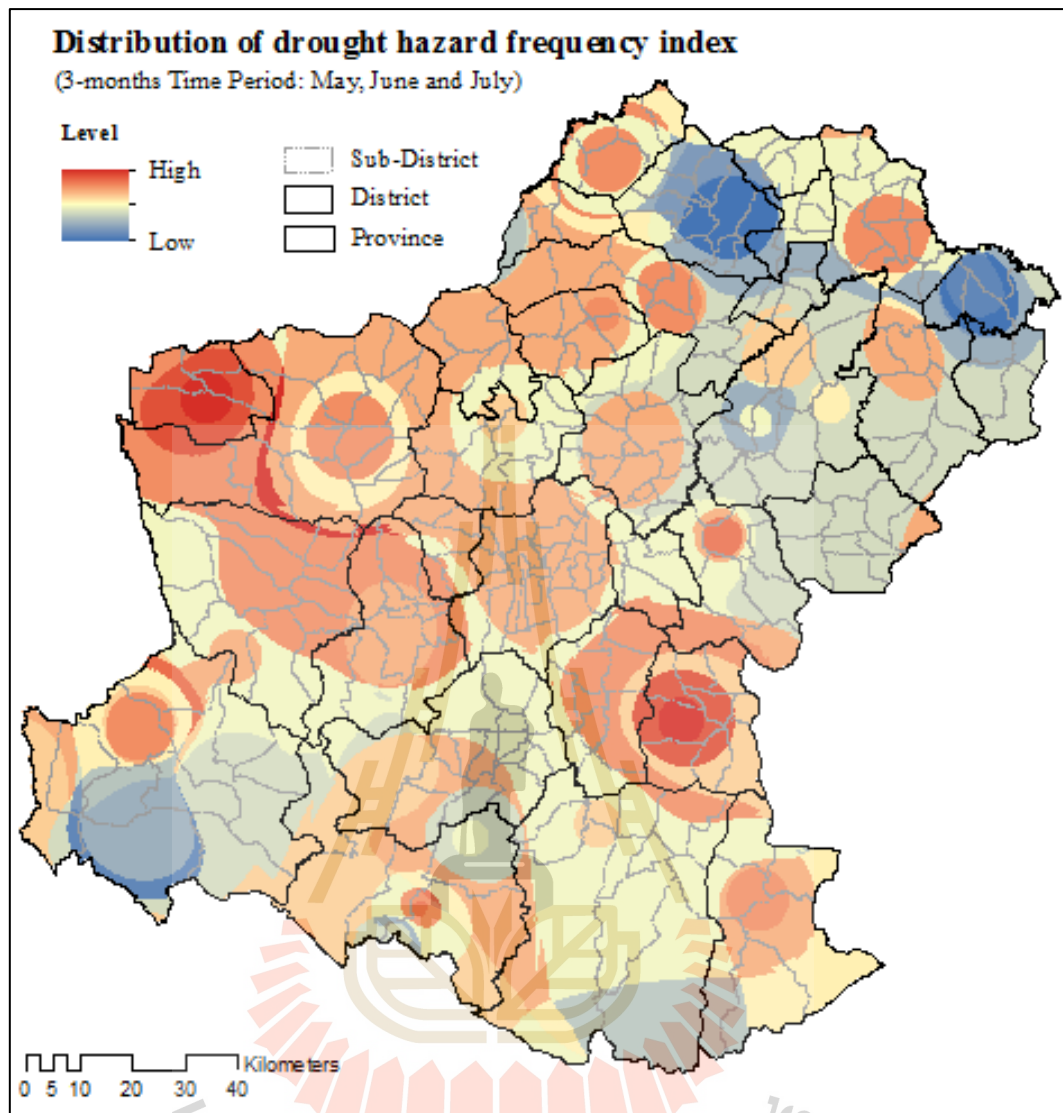 Distribution of drought hazard frequency index
(3-months Time Period: May, June and July)
Level
High
Low
Sub-District
District
Province
Kilometers
0 5 10 20 30 40